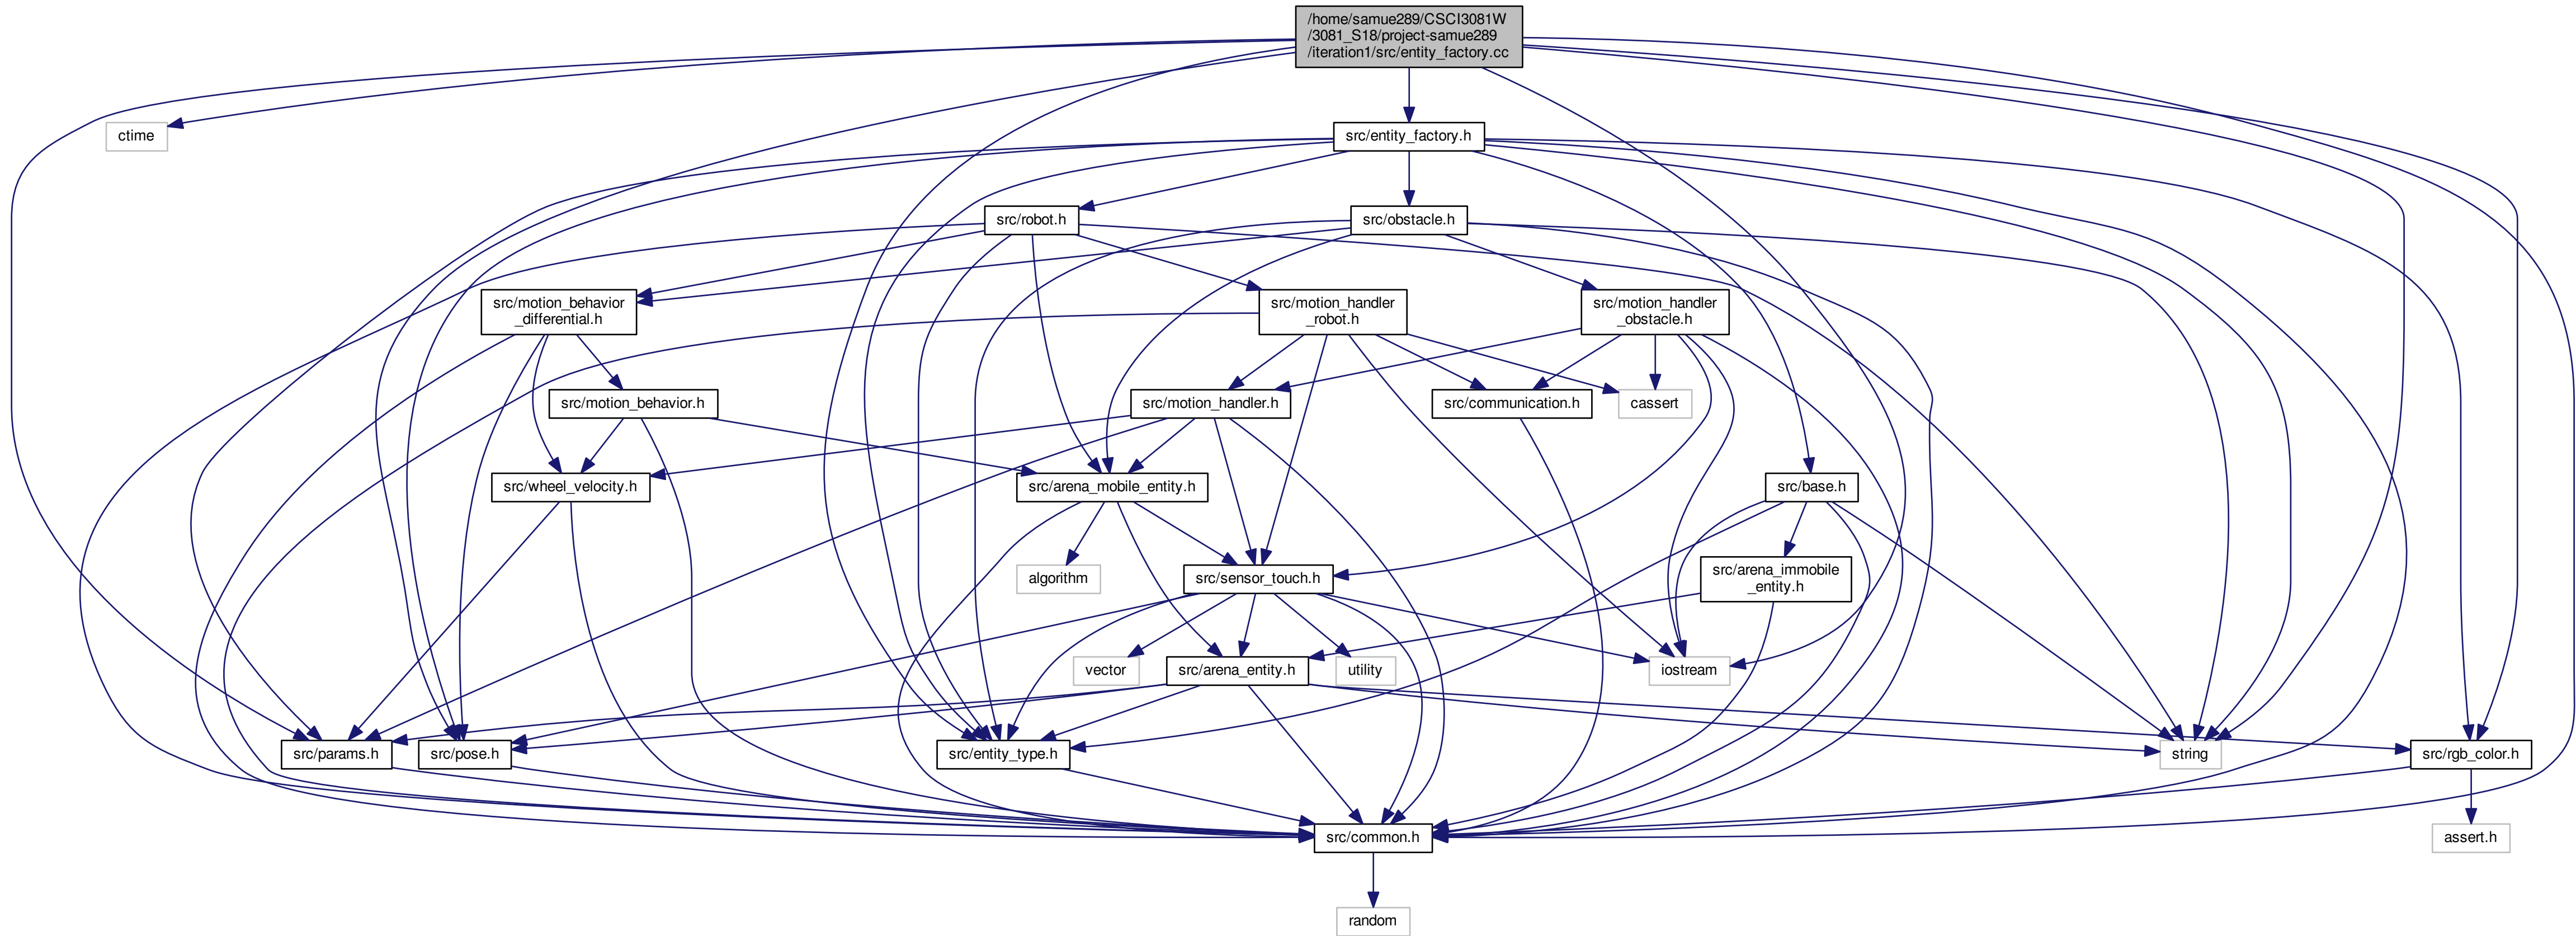 /home/samue289/CSCI3081W
/3081_S18/project-samue289
/iteration1/src/entity_factory.cc
ctime
src/entity_factory.h
src/robot.h
src/obstacle.h
src/motion_behavior
_differential.h
src/motion_handler
_robot.h
src/motion_handler
_obstacle.h
src/motion_behavior.h
src/motion_handler.h
src/communication.h
cassert
src/wheel_velocity.h
src/arena_mobile_entity.h
src/base.h
algorithm
src/sensor_touch.h
src/arena_immobile
_entity.h
vector
src/arena_entity.h
utility
iostream
src/params.h
src/pose.h
src/entity_type.h
string
src/rgb_color.h
src/common.h
assert.h
random